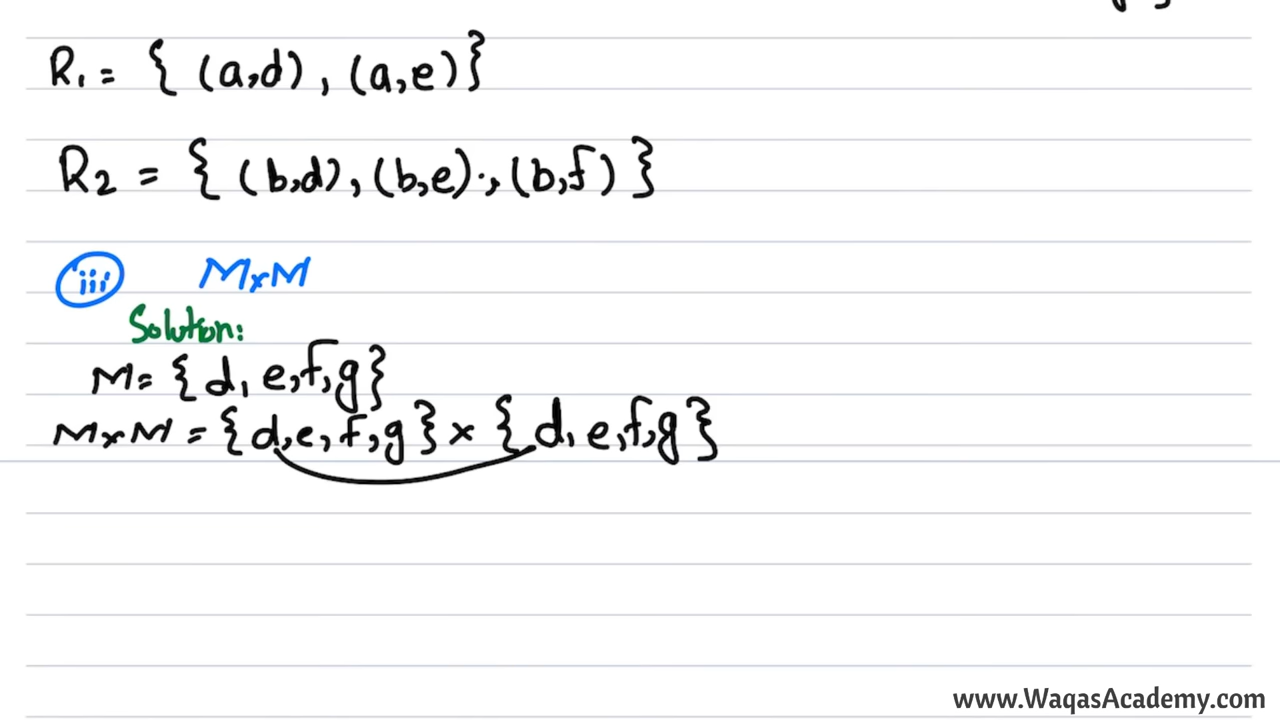 R₁ = { (a,d) , (a,e) }
R₂ = { (b,d), (b,e)., (b,f) }
iii M×M
Solution:
M = { d, e, f, g }
M×M = { d, e, f, g } × { d, e, f, g }
www.WaqasAcademy.com